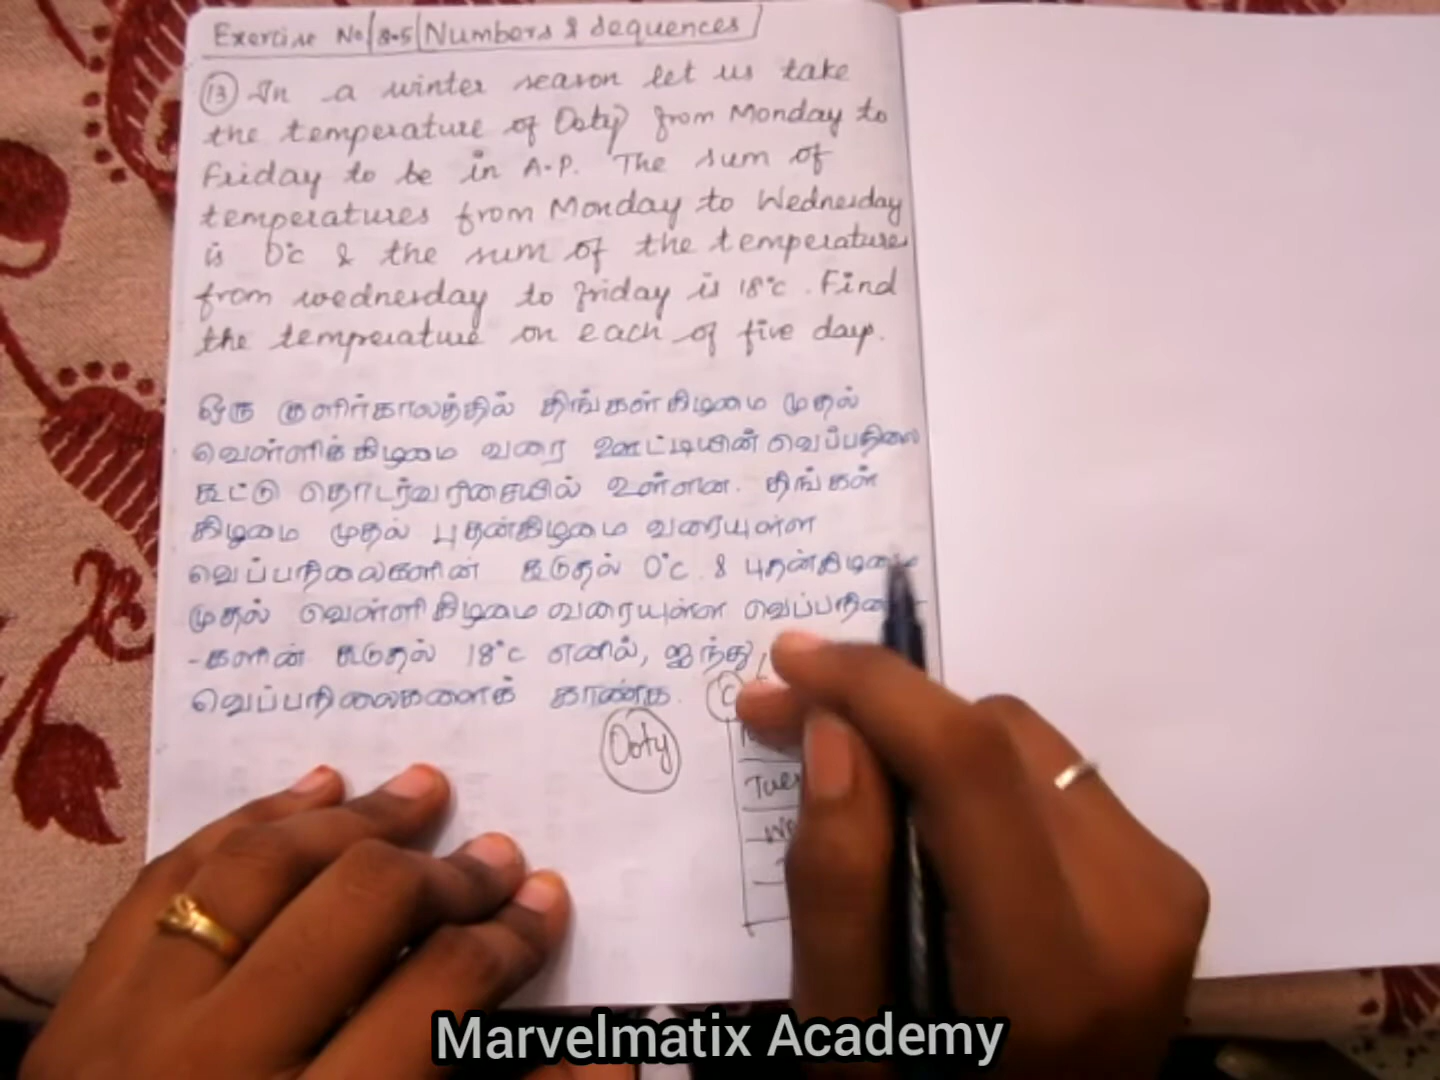 Exercise No/2.5/Numbers & Sequences/
13 In a winter season let us take
the temperature of Ooty from Monday to
Friday to be in A.P. The sum of
temperatures from Monday to Wednesday
is 0°c & the sum of the temperatures
from wednesday to friday is 18°c. Find
the tempreature on each of five days.
ஒரு குளிர்காலத்தில் திங்கள்கிழமை முதல்
வெள்ளிக்கிழமை வரை ஊட்டியின் வெப்பநிலை
கூட்டு தொடர்வரிசையில் உள்ளன. திங்கள்
கிழமை முதல் புதன்கிழமை வரையுள்ள
வெப்பநிலைகளின் கூடுதல் 0°c & புதன்கிழமை
முதல் வெள்ளிகிழமை வரையுள்ள வெப்பநிலை
-களின் கூடுதல் 18°c எனில், ஐந்து
வெப்பநிலைகளைக் காண்க.
Ooty
Marvelmatix Academy